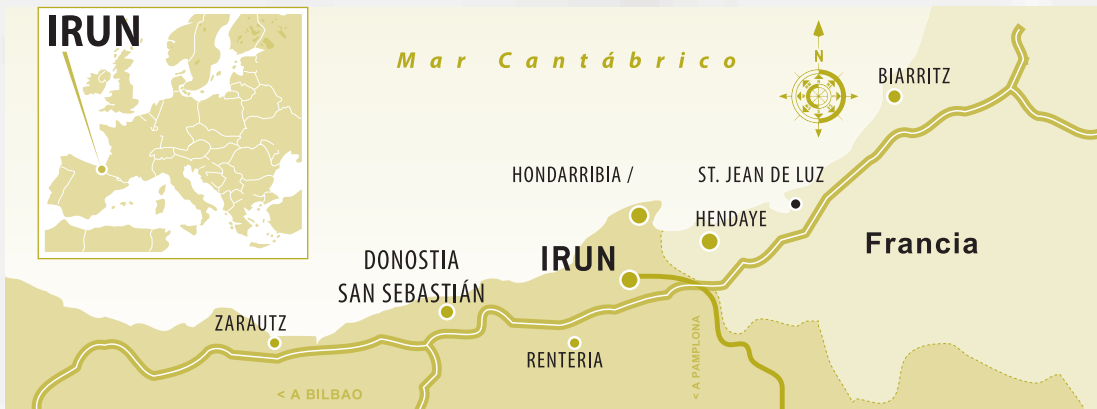 IRUN
Mar Cantábrico
N
BIARRITZ
HONDARRIBIA /
ST. JEAN DE LUZ
HENDAYE
Francia
IRUN
DONOSTIA
SAN SEBASTIÁN
ZARAUTZ
RENTERIA
< A PAMPLONA
< A BILBAO